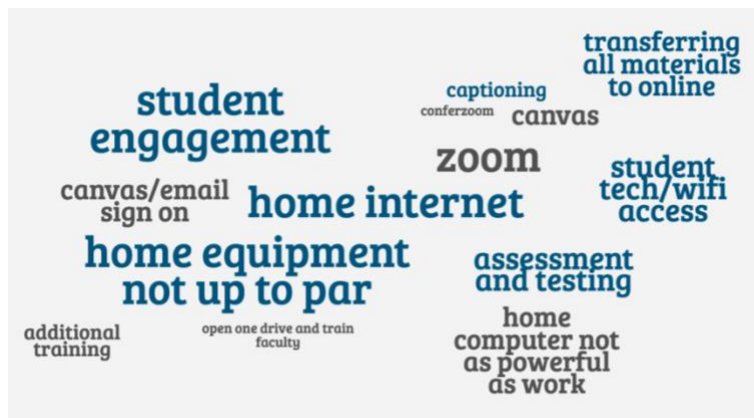 transferring
all materials
to online
student
engagement
captioning
conferzoom
canvas
zoom
student
tech/wifi
access
canvas/email
sign on
home internet
home equipment
not up to par
assessment
and testing
additional
training
open one drive and train
faculty
home
computer not
as powerful
as work